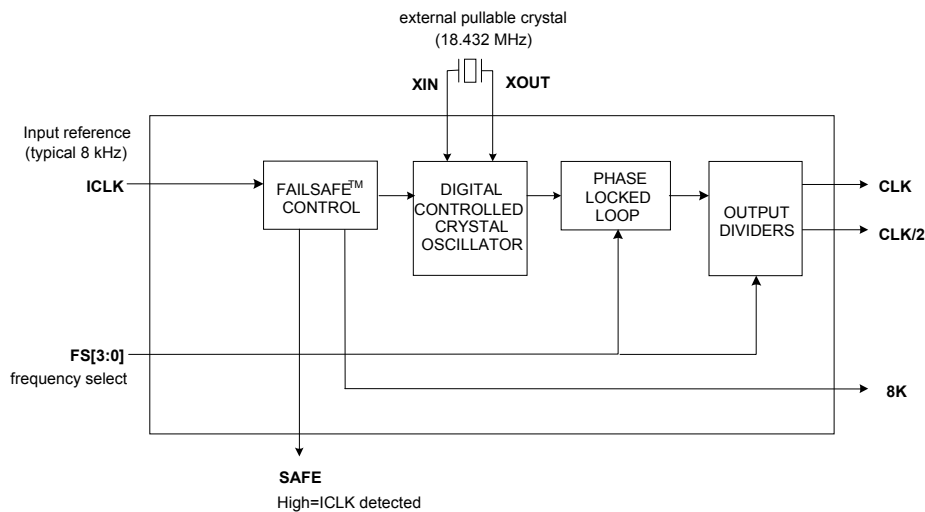 external pullable crystal
(18.432 MHz)
XIN
XOUT
Input reference
(typical 8 kHz)
ICLK
FAILSAFE™
CONTROL
DIGITAL
CONTROLLED
CRYSTAL
OSCILLATOR
PHASE
LOCKED
LOOP
OUTPUT
DIVIDERS
CLK
CLK/2
FS[3:0]
frequency select
8K
SAFE
High=ICLK detected